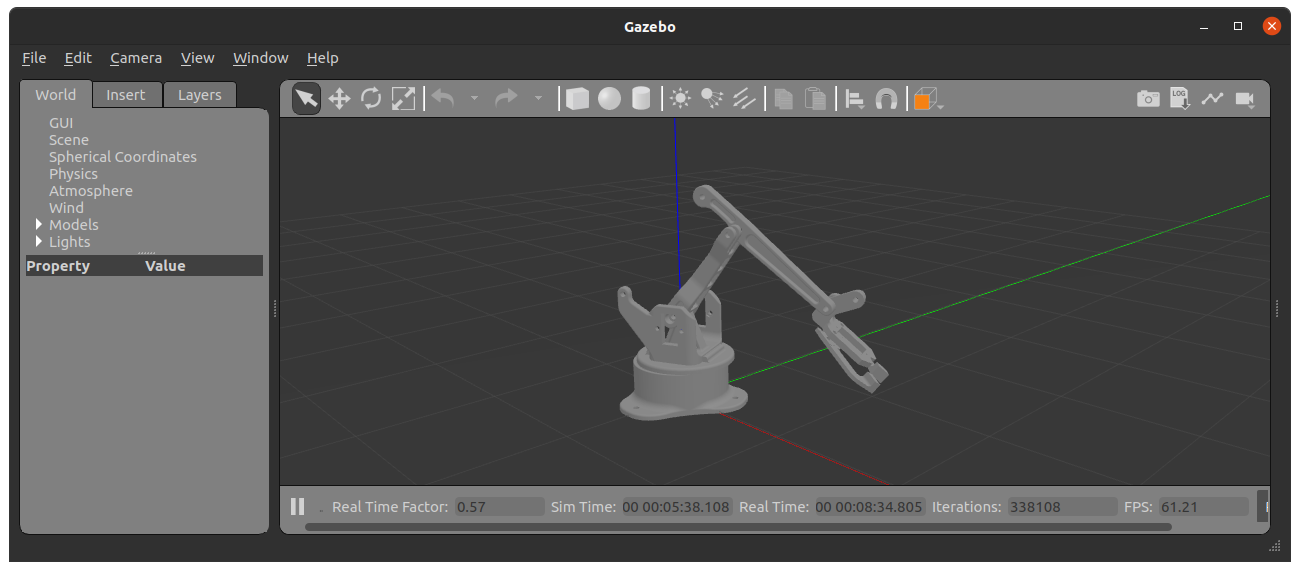 Gazebo
File Edit Camera View Window Help
World Insert Layers
LOG
GUI
Scene
Spherical Coordinates
Physics
Atmosphere
Wind
Models
Lights
Property Value
Real Time Factor: 0.57 Sim Time: 00 00:05:38.108 Real Time: 00 00:08:34.805 Iterations: 338108 FPS: 61.21